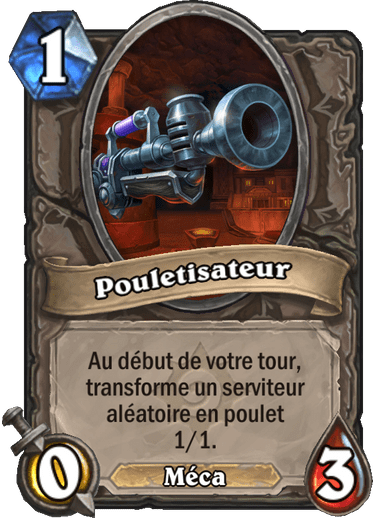 1
Pouletisateur
Au début de votre tour,
transforme un serviteur
aléatoire en poulet
1/1.
0
Méca
3